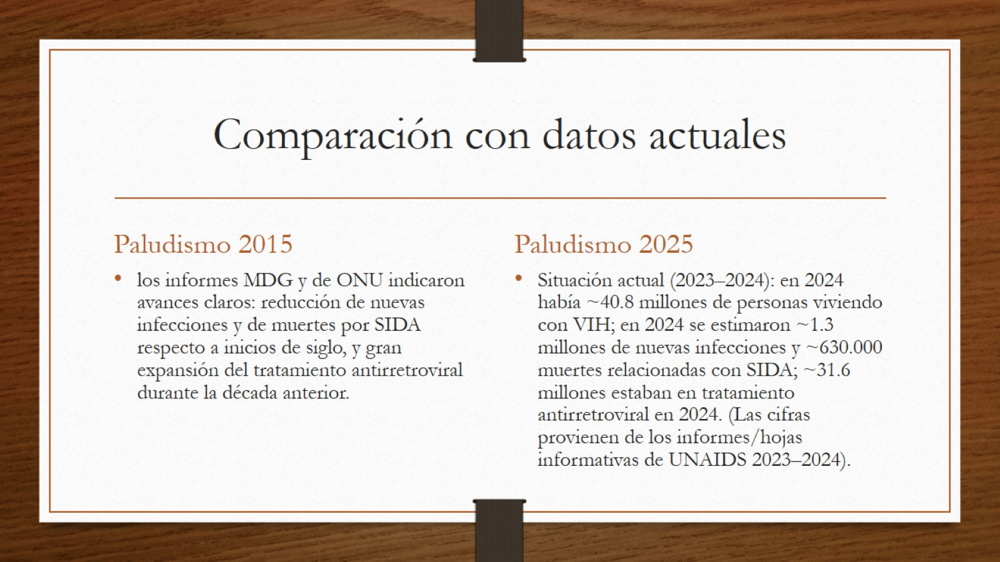 Comparación con datos actuales
Paludismo 2015
• los informes MDG y de ONU indicaron
avances claros: reducción de nuevas
infecciones y de muertes por SIDA
respecto a inicios de siglo, y gran
expansión del tratamiento antirretroviral
durante la década anterior.
Paludismo 2025
• Situación actual (2023–2024): en 2024
había ~40.8 millones de personas viviendo
con VIH; en 2024 se estimaron ~1.3
millones de nuevas infecciones y ~630.000
muertes relacionadas con SIDA; ~31.6
millones estaban en tratamiento
antirretroviral en 2024. (Las cifras
provienen de los informes/hojas
informativas de UNAIDS 2023–2024).